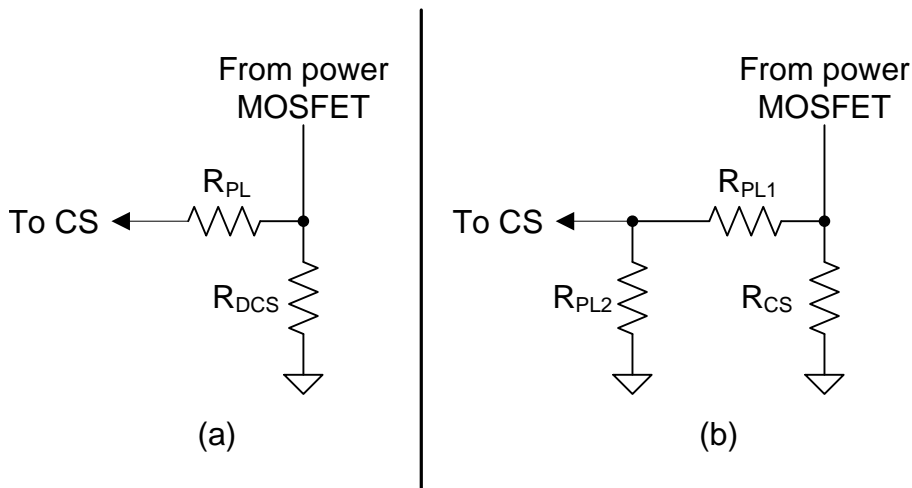 From power
MOSFET
R_PL
To CS
R_DCS
(a)
From power
MOSFET
R_PL1
To CS
R_PL2
R_CS
(b)